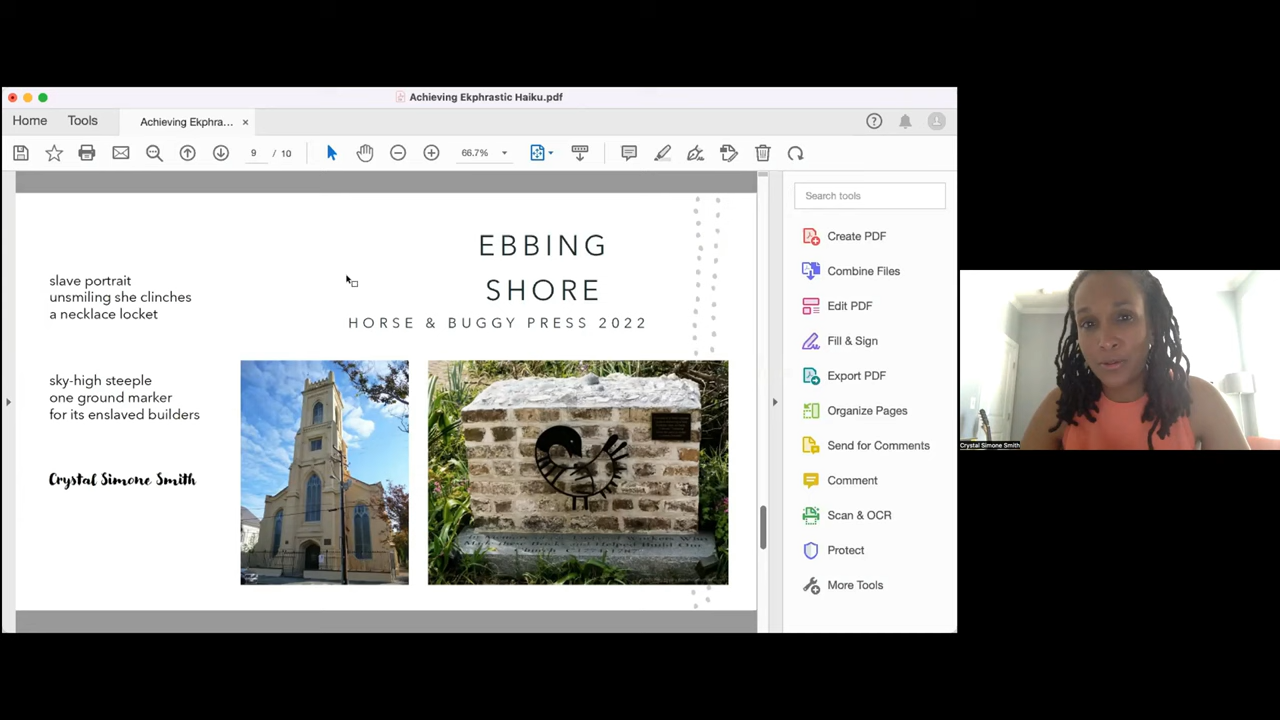 Achieving Ekphrastic Haiku.pdf
Home
Tools
Achieving Ekphra...
9 / 10
66.7%
Search tools
EBBING
SHORE
HORSE & BUGGY PRESS 2022
slave portrait
unsmiling she clinches
a necklace locket
sky-high steeple
one ground marker
for its enslaved builders
Crystal Simone Smith
Create PDF
Combine Files
Edit PDF
Fill & Sign
Export PDF
Organize Pages
Send for Comments
Comment
Scan & OCR
Protect
More Tools
Crystal Simone Smith